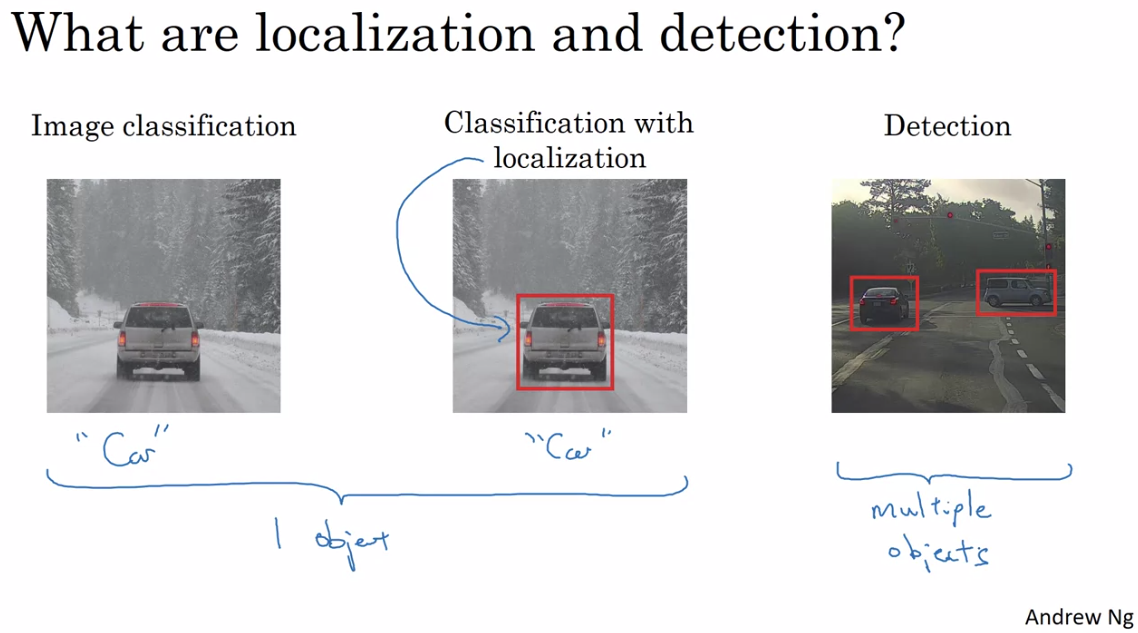 What are localization and detection?
Image classification
Classification with
localization
Detection
"Car"
"Car"
1 object
multiple
objects
Andrew Ng